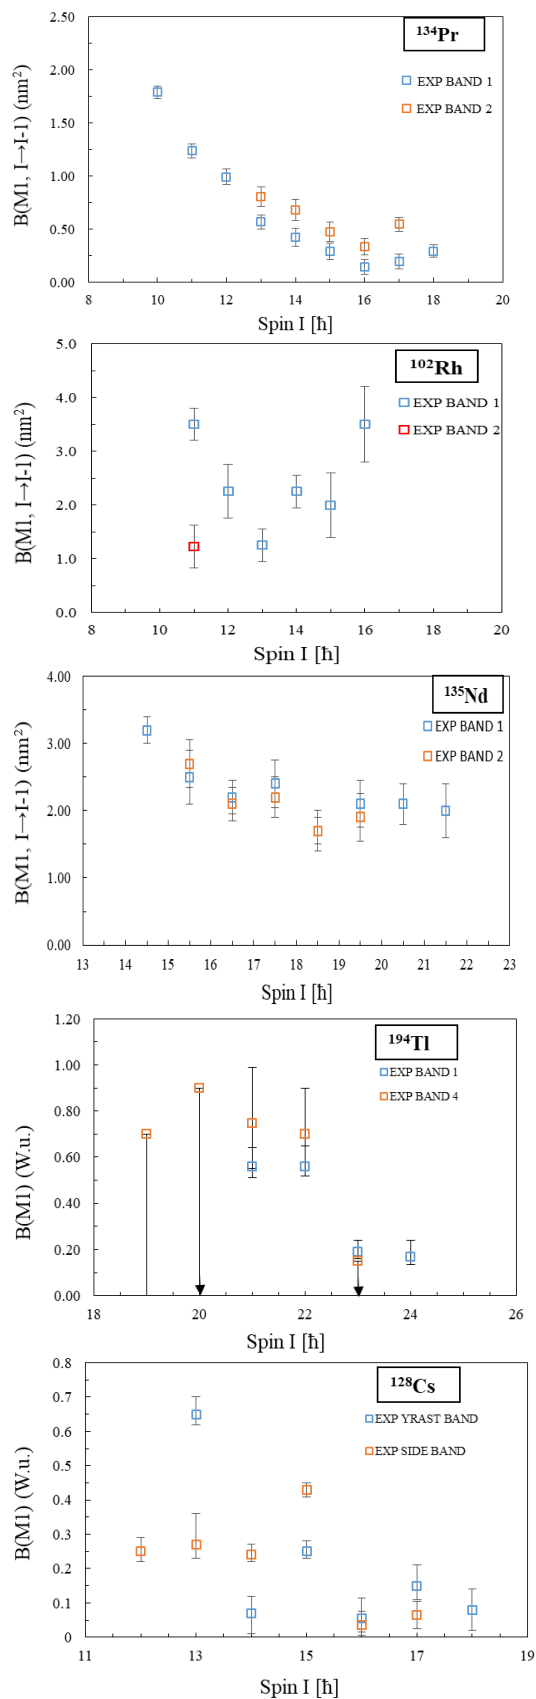 2.50
2.00
1.50
1.00
0.50
0.00
B(M1, I→I-1) (nm²)
¹³⁴Pr
EXP BAND 1
EXP BAND 2
8 10 12 14 16 18 20
Spin I [ħ]
5.0
4.0
3.0
2.0
1.0
0.0
B(M1, I→I-1) (nm²)
¹⁰²Rh
EXP BAND 1
EXP BAND 2
8 10 12 14 16 18 20
Spin I [ħ]
4.00
3.00
2.00
1.00
0.00
B(M1, I→I-1) (nm²)
¹³⁵Nd
EXP BAND 1
EXP BAND 2
13 14 15 16 17 18 19 20 21 22 23
Spin I [ħ]
1.20
1.00
0.80
0.60
0.40
0.20
0.00
B(M1) (W.u.)
¹⁹⁴Tl
EXP BAND 1
EXP BAND 4
18 20 22 24 26
Spin I [ħ]
0.8
0.7
0.6
0.5
0.4
0.3
0.2
0.1
0
B(M1) (W.u.)
¹²⁸Cs
EXP YRAST BAND
EXP SIDE BAND
11 13 15 17 19
Spin I [ħ]